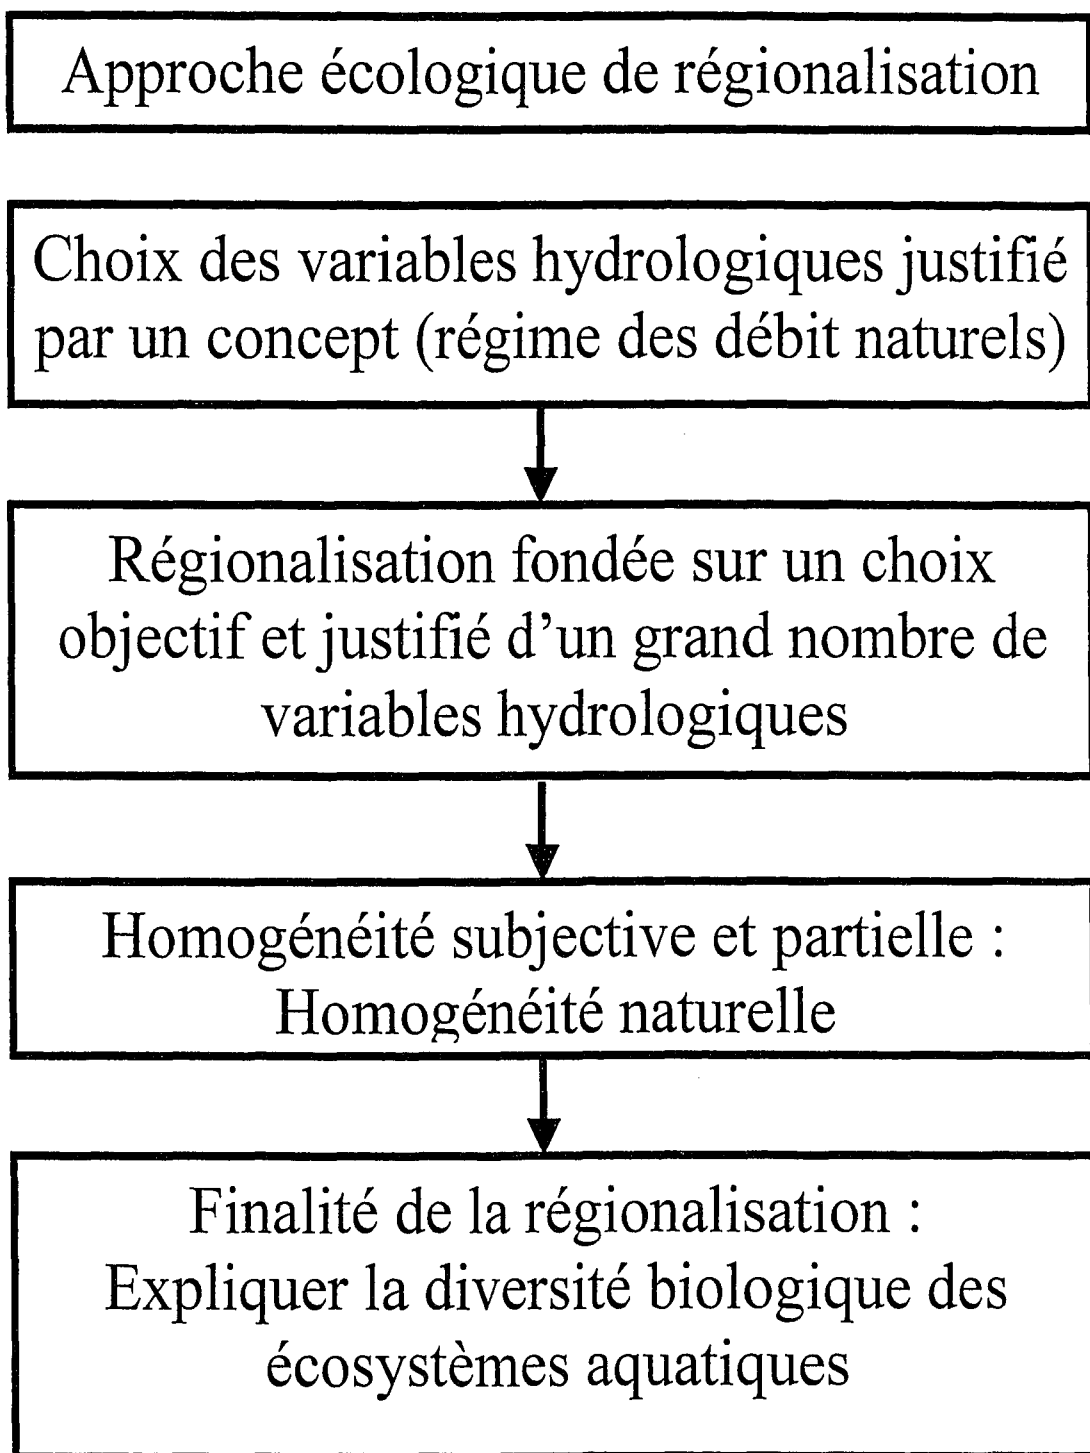 Approche écologique de régionalisation
Choix des variables hydrologiques justifié
par un concept (régime des débit naturels)
Régionalisation fondée sur un choix
objectif et justifié d'un grand nombre de
variables hydrologiques
Homogénéité subjective et partielle :
Homogénéité naturelle
Finalité de la régionalisation :
Expliquer la diversité biologique des
écosystèmes aquatiques